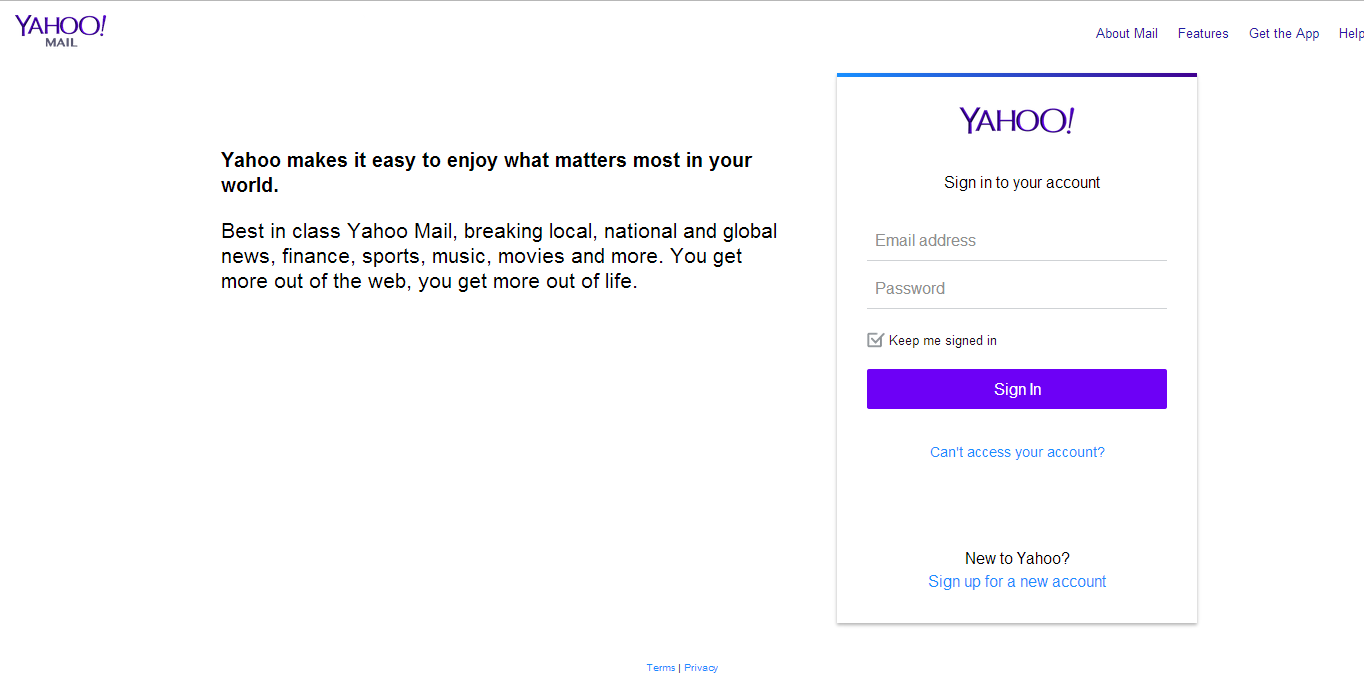 YAHOO!
MAIL
About Mail Features Get the App Help
YAHOO!
Sign in to your account
Yahoo makes it easy to enjoy what matters most in your
world.
Best in class Yahoo Mail, breaking local, national and global
news, finance, sports, music, movies and more. You get
more out of the web, you get more out of life.
Email address
Password
Keep me signed in
Sign In
Can't access your account?
New to Yahoo?
Sign up for a new account
Terms | Privacy